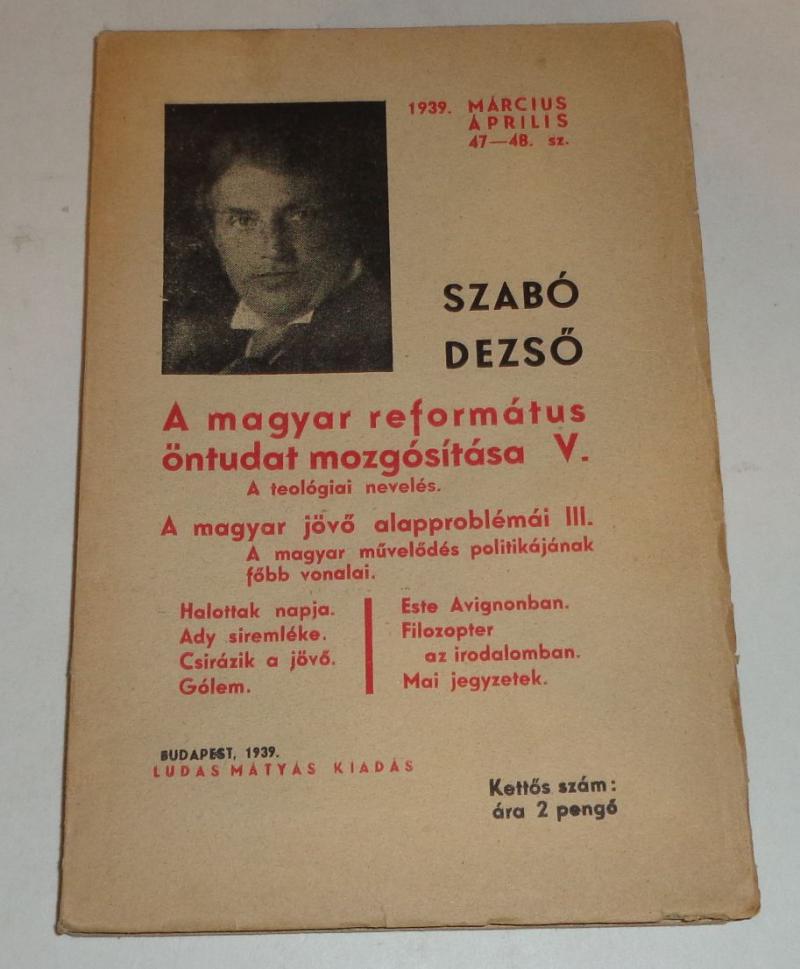 1939. MÁRCIUS
ÁPRILIS
47—48. sz.
SZABÓ
DEZSŐ
A magyar református
öntudat mozgósítása V.
A teológiai nevelés.
A magyar jövő alapproblémái III.
A magyar művelődés politikájának
főbb vonalai.
Halottak napja.
Ady siremléke.
Csirázik a jövő.
Gólem.
Este Avignonban.
Filozopter
az irodalomban.
Mai jegyzetek.
BUDAPEST, 1939.
LUDAS MÁTYÁS KIADÁS
Kettős szám:
ára 2 pengő